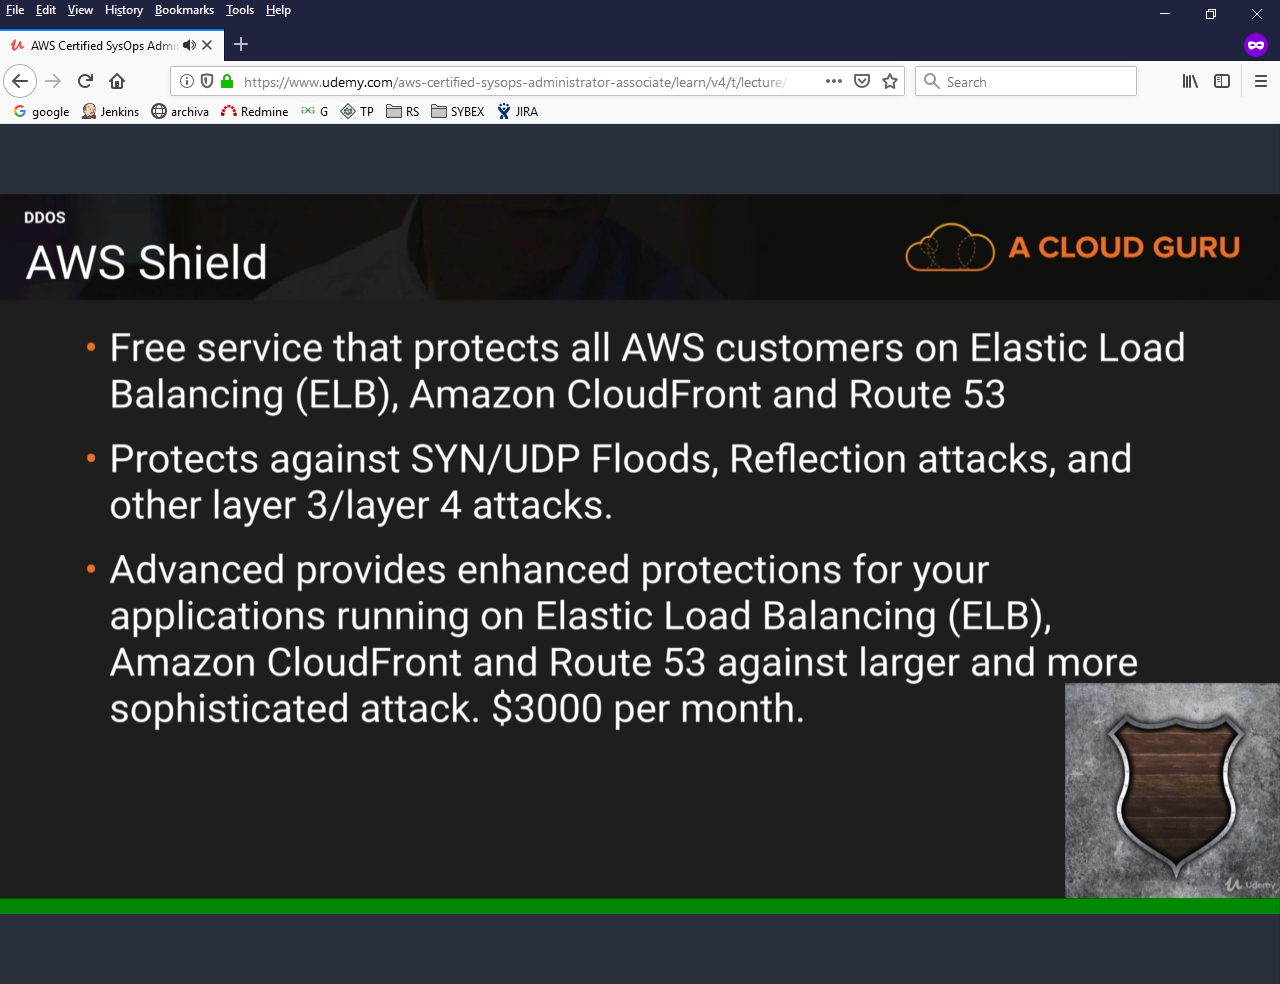 File Edit View History Bookmarks Tools Help
AWS Certified SysOps Admi
https://www.udemy.com/aws-certified-sysops-administrator-associate/learn/v4/t/lecture/
Search
google Jenkins archiva Redmine G TP RS SYBEX JIRA
DDOS
AWS Shield
A CLOUD GURU
• Free service that protects all AWS customers on Elastic Load
Balancing (ELB), Amazon CloudFront and Route 53
• Protects against SYN/UDP Floods, Reflection attacks, and
other layer 3/layer 4 attacks.
• Advanced provides enhanced protections for your
applications running on Elastic Load Balancing (ELB),
Amazon CloudFront and Route 53 against larger and more
sophisticated attack. $3000 per month.
Udemy